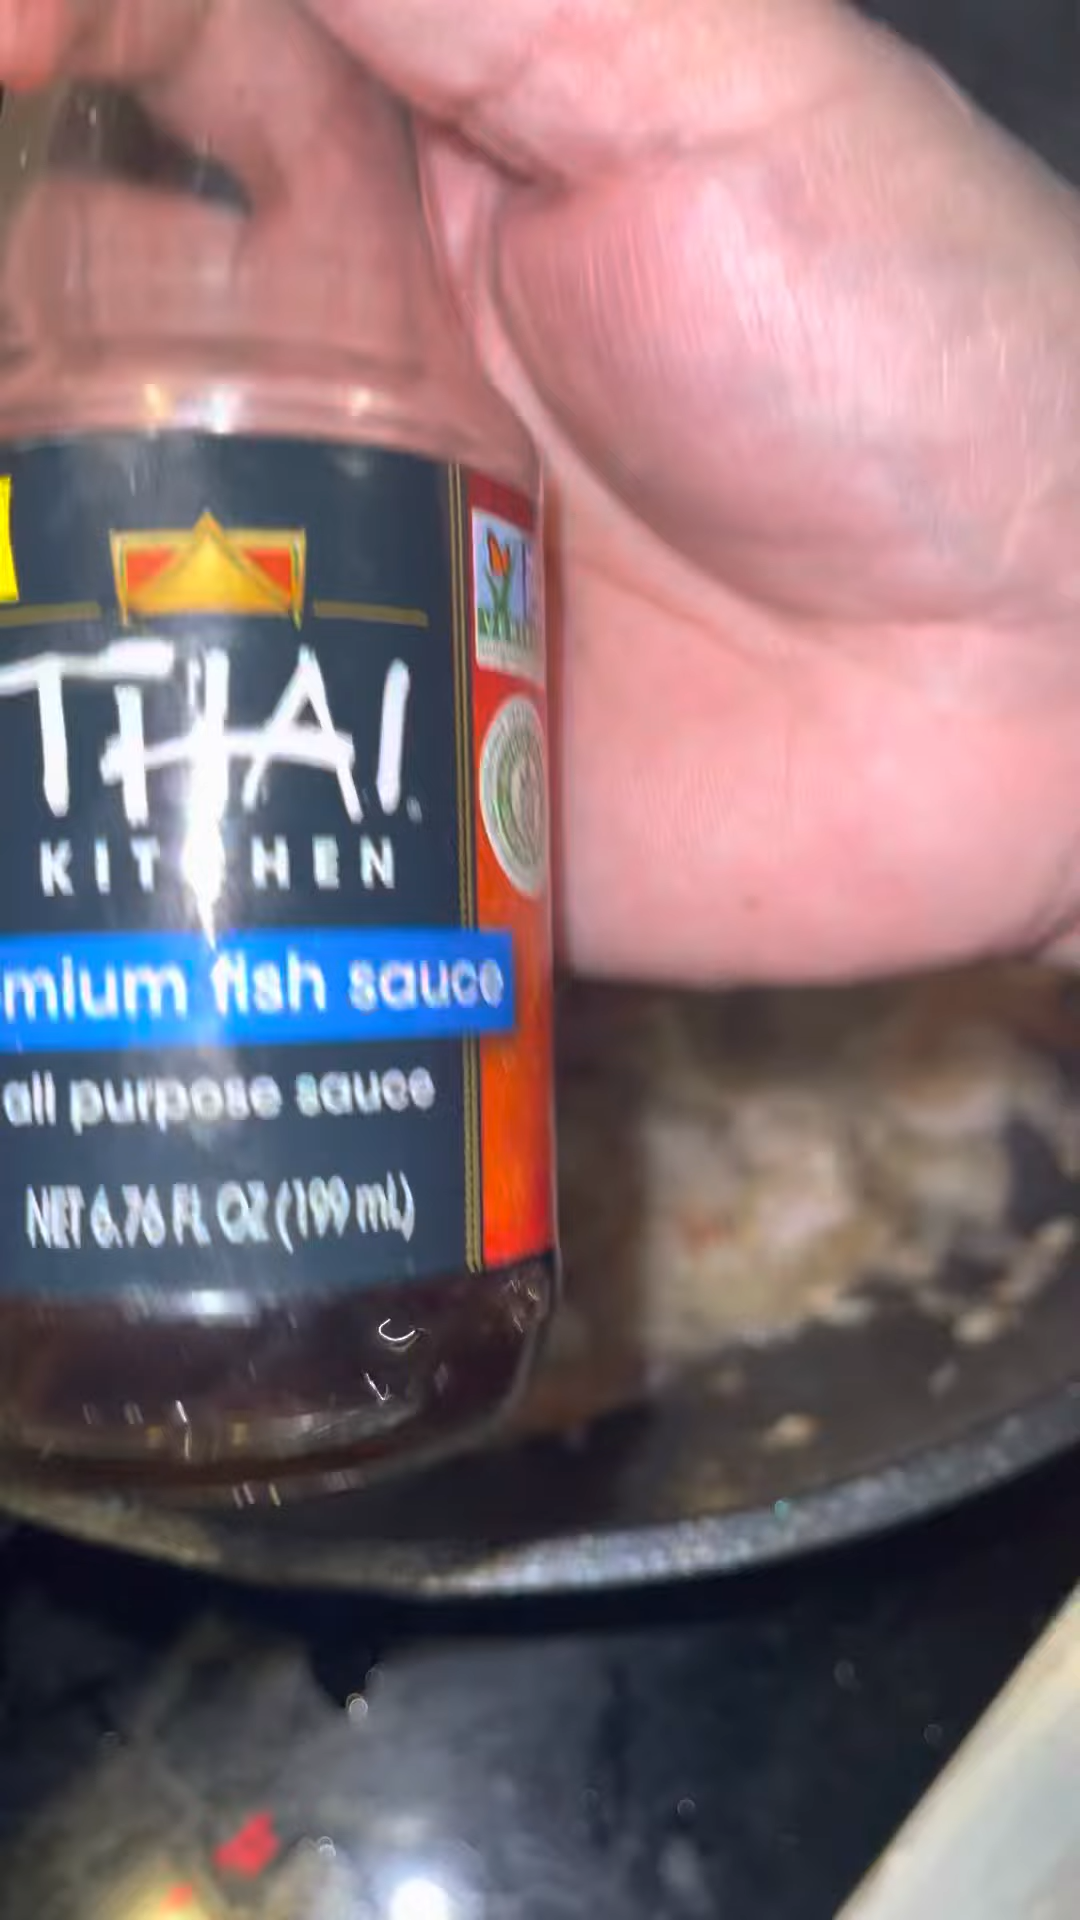 THAI
KITCHEN
mium fish sauce
all purpose sauce
NET 6.76 FL OZ (199 mL)